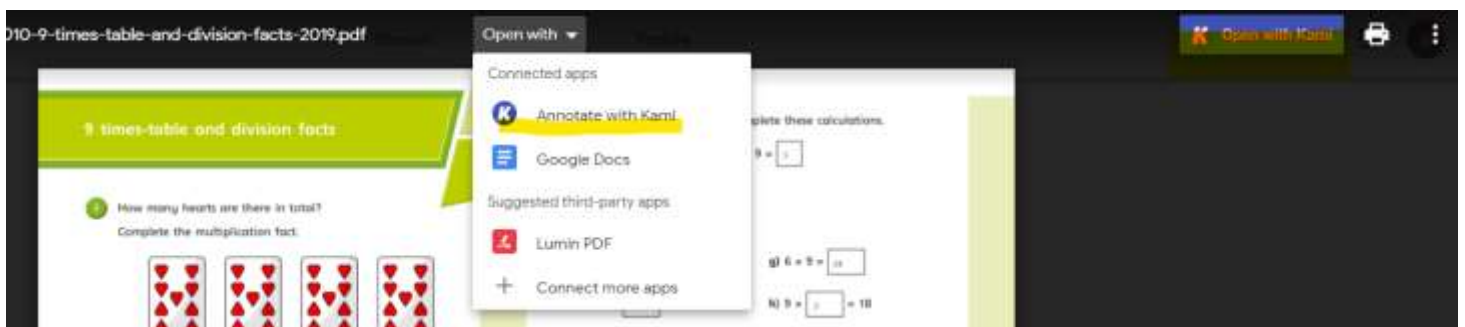 010-9-times-table-and-division-facts-2019.pdf
Open with
Open with Kami
Connected apps
Annotate with Kami
Google Docs
Suggested third-party apps
Lumin PDF
Connect more apps
9 times-table and division facts
How many hearts are there in total?
Complete the multiplication fact.
plete these calculations.
9 =
g) 6 × 9 =
h) 9 × = 18